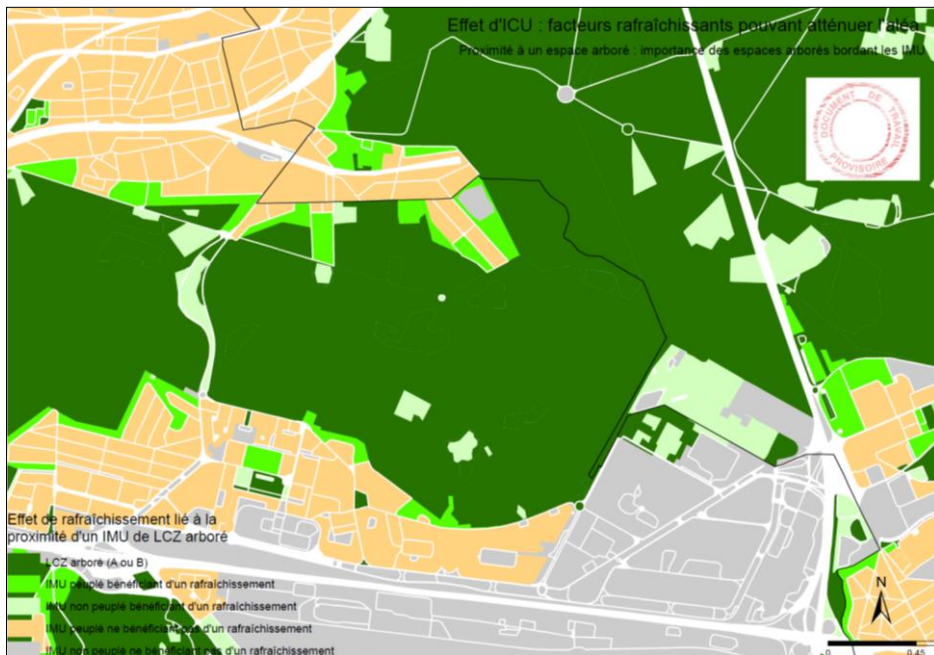 Effet d'ICU : facteurs rafraîchissants pouvant atténuer l'aléa
Proximité à un espace arboré : importance des espaces arborés bordant les IMU
DOCUMENT DE TRAVAIL
PROVISOIRE
Effet de rafraîchissement lié à la
proximité d'un IMU de LCZ arboré
LCZ arboré (A ou B)
IMU peuplé bénéficiant d'un rafraîchissement
IMU non peuplé bénéficiant d'un rafraîchissement
IMU peuplé ne bénéficiant pas d'un rafraîchissement
IMU non peuplé ne bénéficiant pas d'un rafraîchissement
N
0 0.45